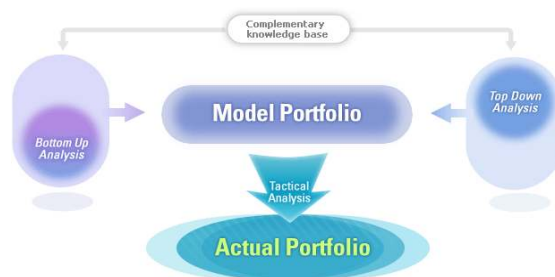 Complementary
knowledge base
Top Down
Analysis
Model Portfolio
Bottom Up
Analysis
Tactical
Analysis
Actual Portfolio